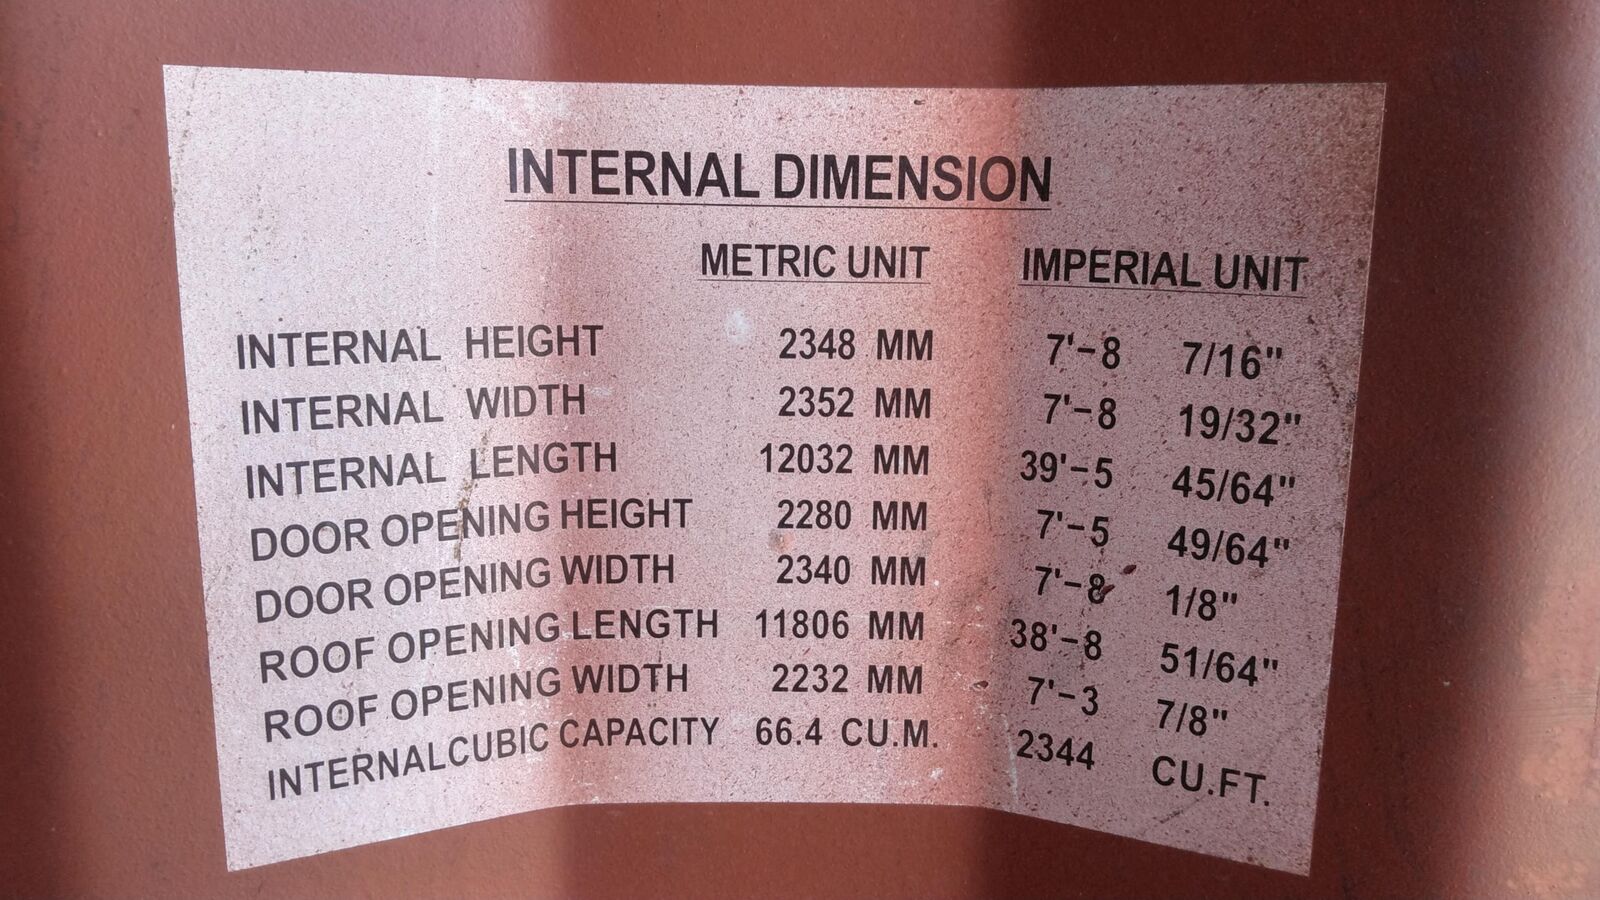 INTERNAL DIMENSION
METRIC UNIT IMPERIAL UNIT
INTERNAL HEIGHT 2348 MM 7'-8 7/16"
INTERNAL WIDTH 2352 MM 7'-8 19/32"
INTERNAL LENGTH 12032 MM 39'-5 45/64"
DOOR OPENING HEIGHT 2280 MM 7'-5 49/64"
DOOR OPENING WIDTH 2340 MM 7'-8 1/8"
ROOF OPENING LENGTH 11806 MM 38'-8 51/64"
ROOF OPENING WIDTH 2232 MM 7'-3 7/8"
INTERNAL CUBIC CAPACITY 66.4 CU.M. 2344 CU.FT.